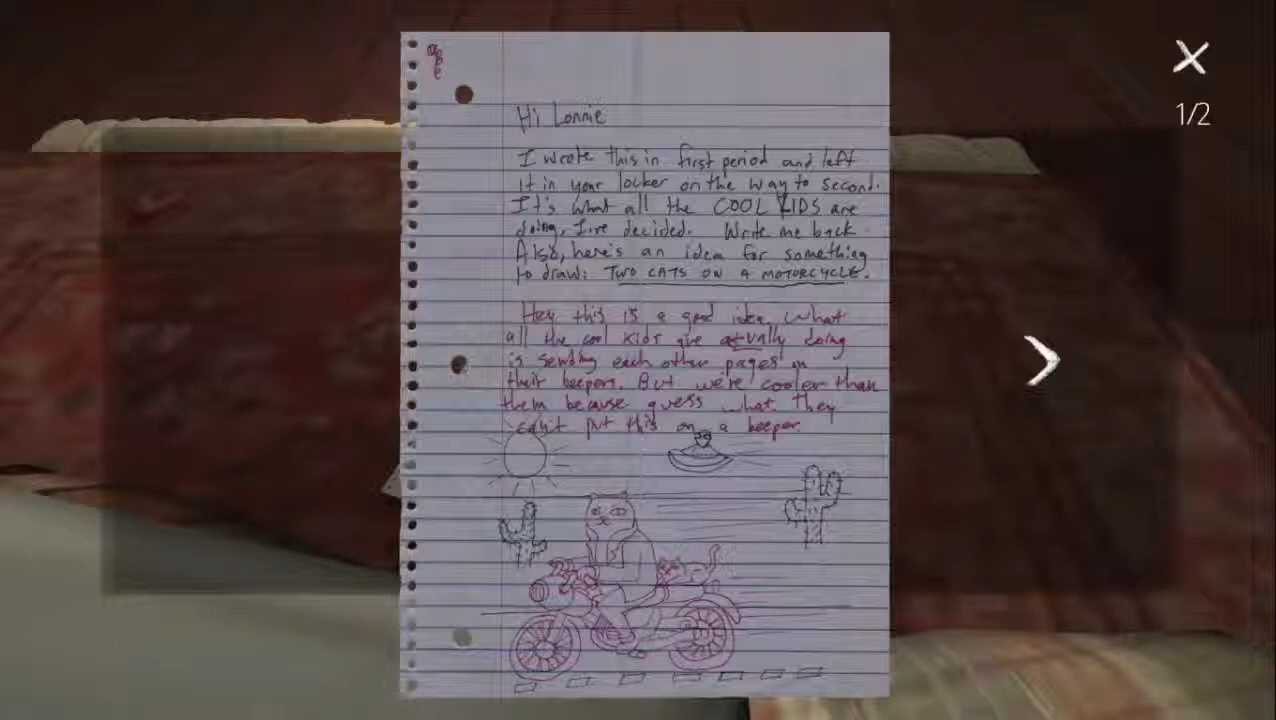 1/2
Hi Lonnie
I wrote this in first period and left
it in your locker on the way to second.
It's what all the COOL KIDS are
doing, I've decided. Write me back
Also, here's an idea for something
to draw: TWO CATS ON A MOTORCYCLE.
Hey this is a good idea. What
all the cool kids are actually doing
is sending each other pages on
their beepers. But we're cooler than
them because guess what. They
can't put this on a beeper.